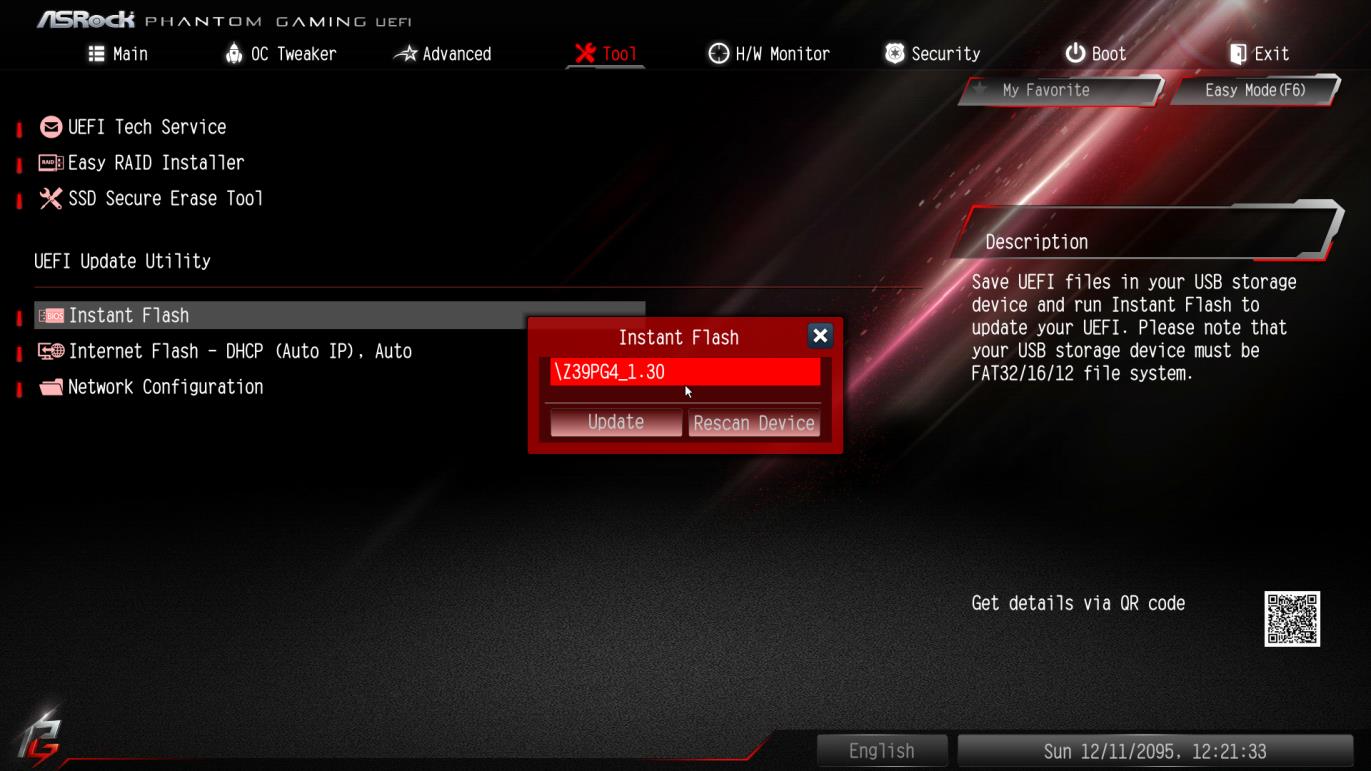 ASRock PHANTOM GAMING UEFI
Main OC Tweaker Advanced Tool H/W Monitor Security Boot Exit
My Favorite Easy Mode(F6)
UEFI Tech Service
RAID Easy RAID Installer
SSD Secure Erase Tool
UEFI Update Utility
BIOS Instant Flash
Internet Flash - DHCP (Auto IP), Auto
Network Configuration
Instant Flash
\Z39PG4_1.30
Update Rescan Device
Description
Save UEFI files in your USB storage
device and run Instant Flash to
update your UEFI. Please note that
your USB storage device must be
FAT32/16/12 file system.
Get details via QR code
English Sun 12/11/2095, 12:21:33